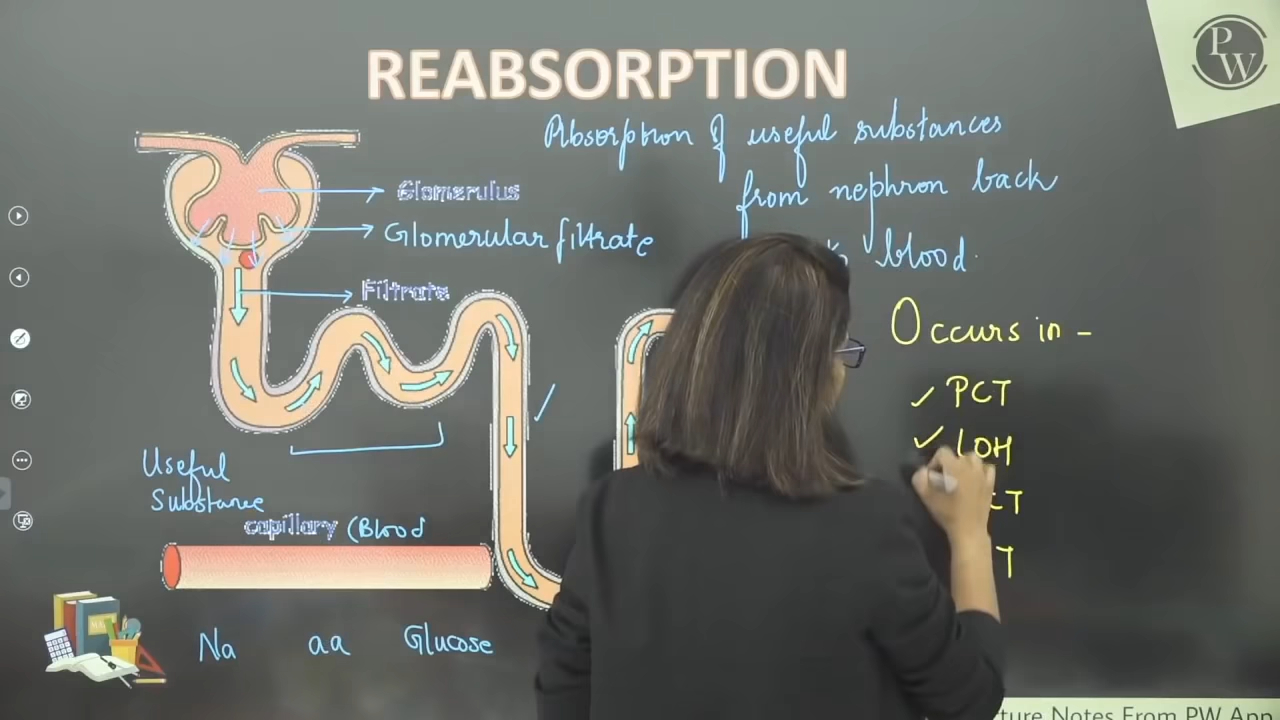 PW
REABSORPTION
Absorption of useful substances
from nephron back
blood.
Glomerulus
Glomerular filtrate
Filtrate
Occurs in -
PCT
LOH
Useful
Substance
capillary (Blood
Na aa Glucose
Notes From PW App